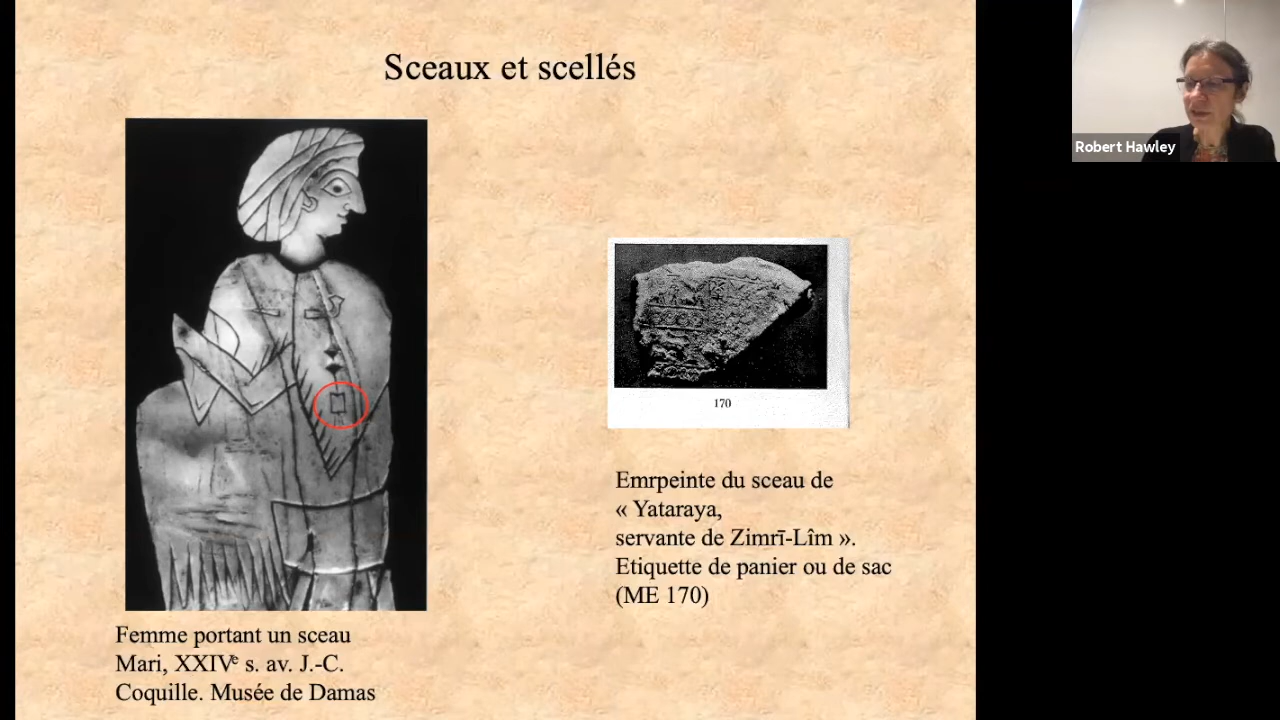 Sceaux et scellés
Robert Hawley
170
Emrpeinte du sceau de
« Yataraya,
servante de Zimrī-Lîm ».
Etiquette de panier ou de sac
(ME 170)
Femme portant un sceau
Mari, XXIVᵉ s. av. J.-C.
Coquille. Musée de Damas